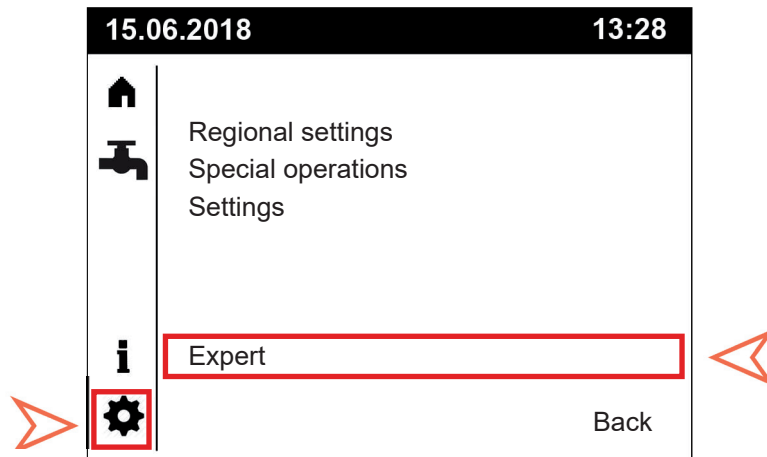 15.06.2018 13:28
Regional settings
Special operations
Settings
Expert
Back